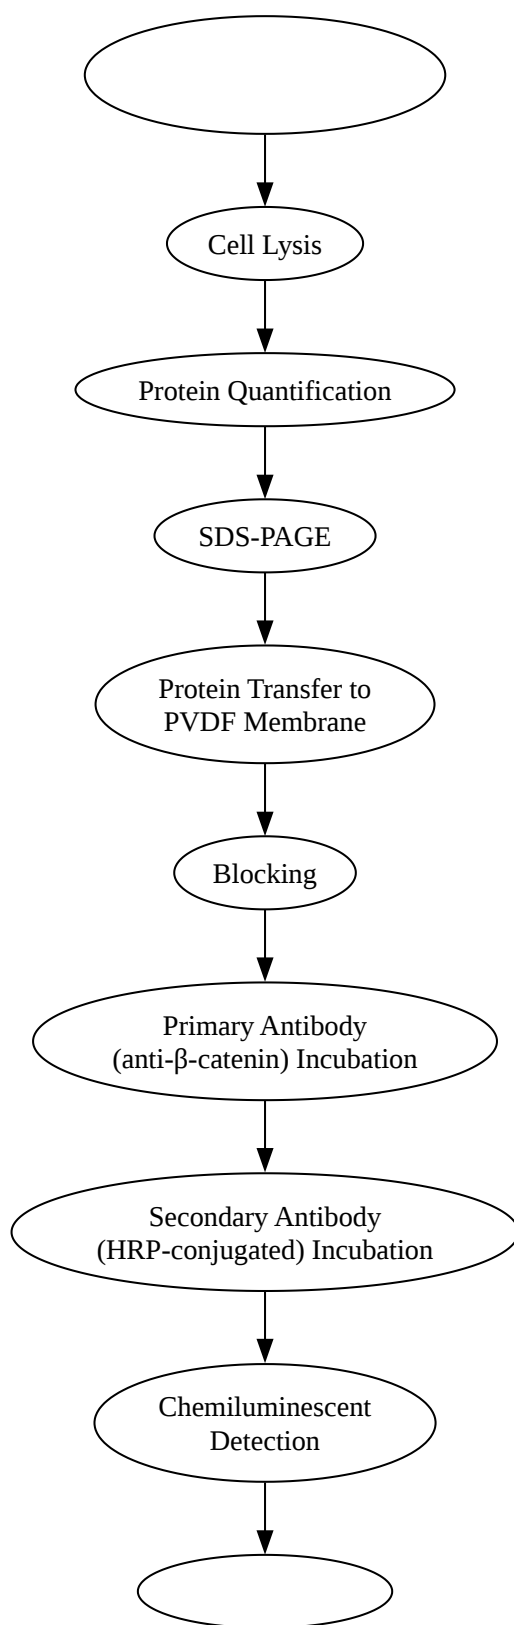 Cell Lysis
Protein Quantification
SDS-PAGE
Protein Transfer to
PVDF Membrane
Blocking
Primary Antibody
(anti-β-catenin) Incubation
Secondary Antibody
(HRP-conjugated) Incubation
Chemiluminescent
Detection